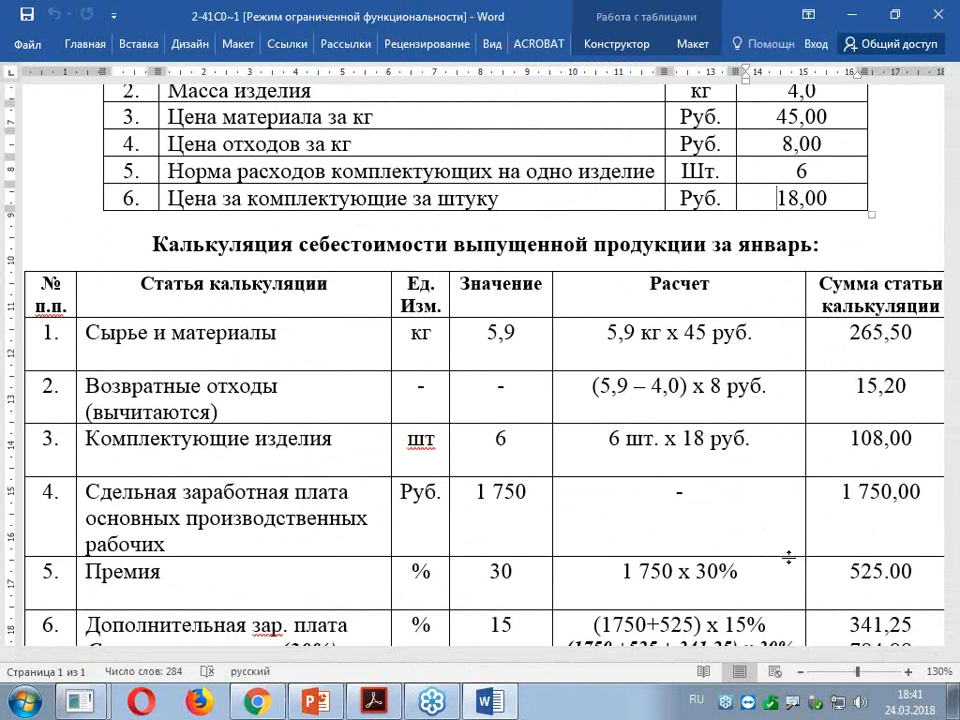 2-41C0~1 [Режим ограниченной функциональности] - Word
Работа с таблицами
Файл Главная Вставка Дизайн Макет Ссылки Рассылки Рецензирование Вид ACROBAT Конструктор Макет Помощн Вход Общий доступ
2. Масса изделия кг 4,0
3. Цена материала за кг Руб. 45,00
4. Цена отходов за кг Руб. 8,00
5. Норма расходов комплектующих на одно изделие Шт. 6
6. Цена за комплектующие за штуку Руб. 18,00
Калькуляция себестоимости выпущенной продукции за январь:
№ Статья калькуляции Ед. Значение Расчет Сумма статьи
п.п. Изм. калькуляции
1. Сырье и материалы кг 5,9 5,9 кг х 45 руб. 265,50
2. Возвратные отходы - - (5,9 – 4,0) х 8 руб. 15,20
(вычитаются)
3. Комплектующие изделия шт 6 6 шт. х 18 руб. 108,00
4. Сдельная заработная плата Руб. 1 750 - 1 750,00
основных производственных
рабочих
5. Премия % 30 1 750 х 30% 525.00
6. Дополнительная зар. плата % 15 (1750+525) х 15% 341,25
Страница 1 из 1 Число слов: 284 русский 130%
RU 18:41
24.03.2018